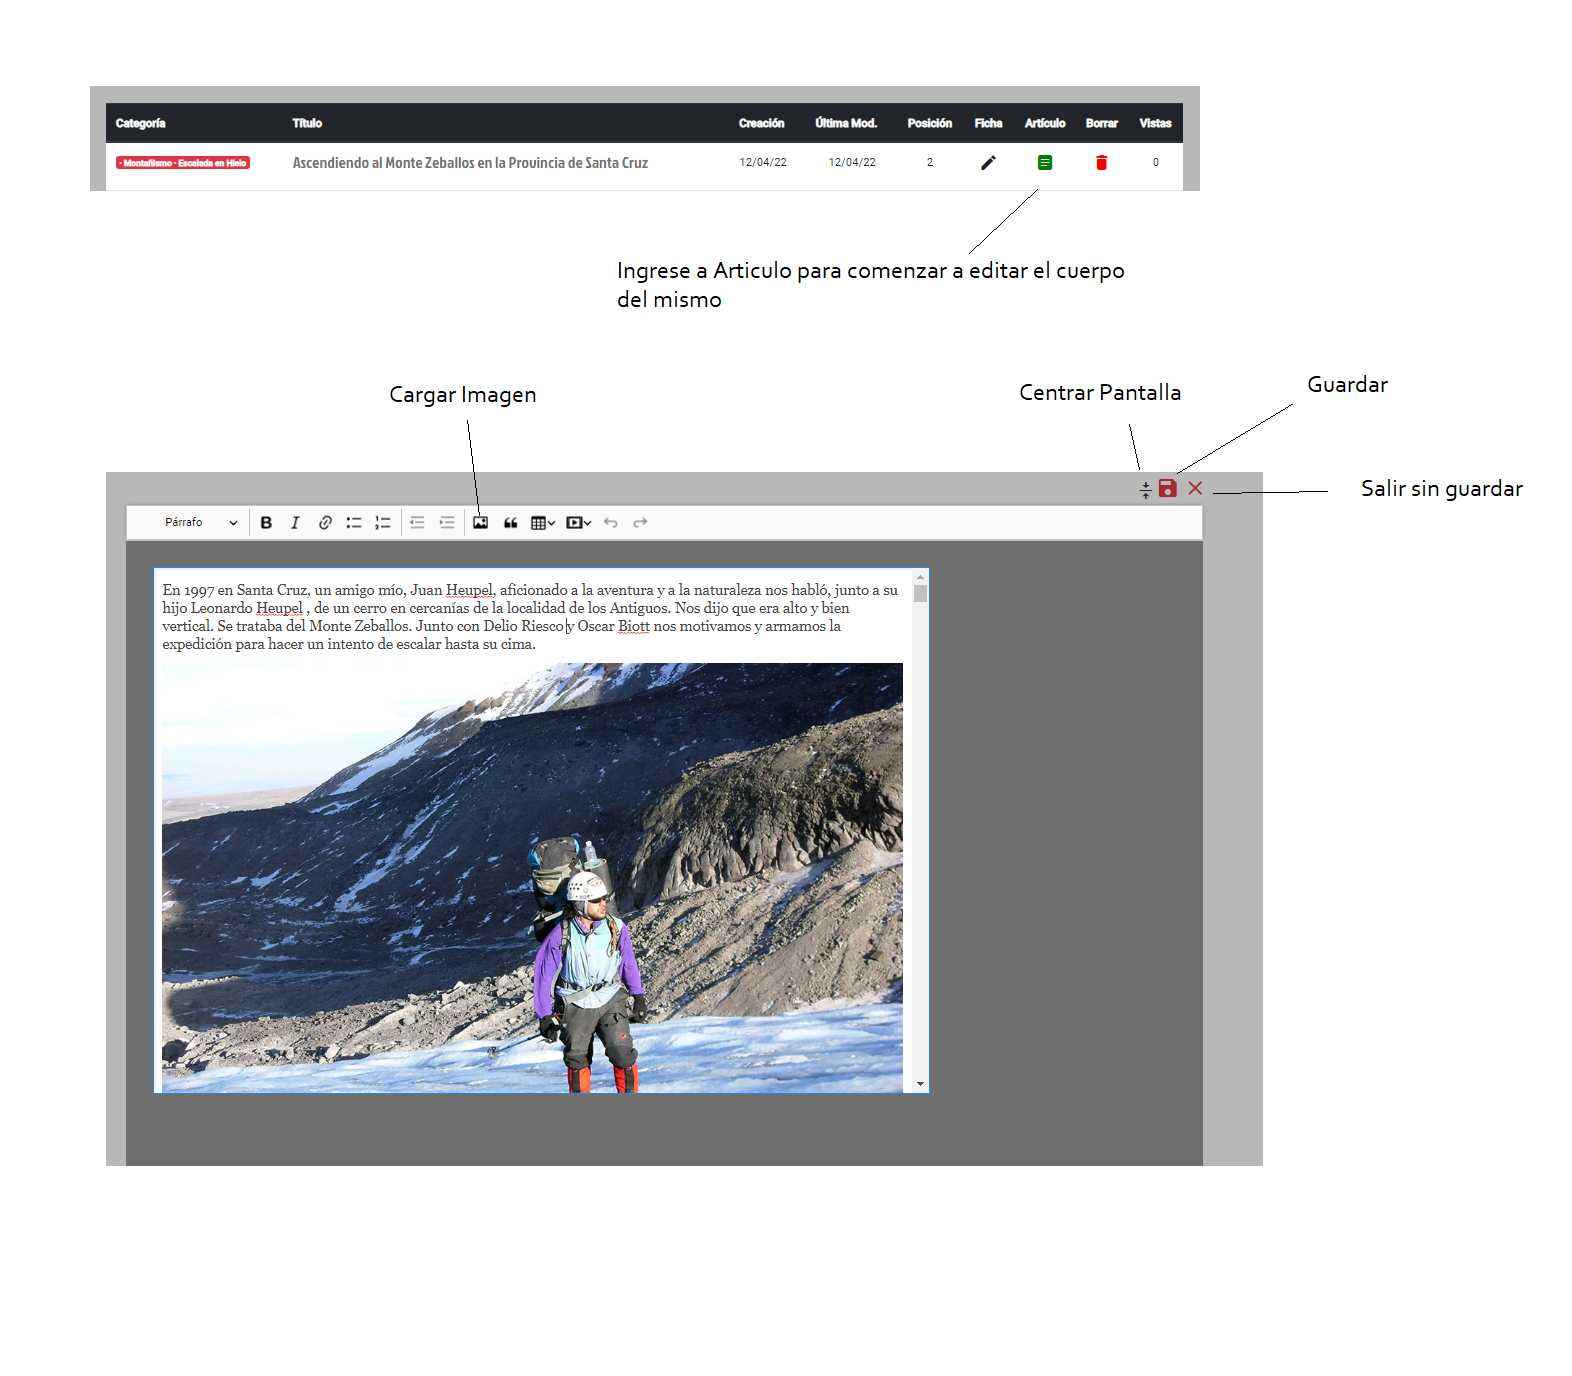 Categoría Título Creación Última Mod. Posición Ficha Artículo Borrar Vistas
- Montañismo - Escalada en Hielo Ascendiendo al Monte Zeballos en la Provincia de Santa Cruz 12/04/22 12/04/22 2 0
Ingrese a Articulo para comenzar a editar el cuerpo
del mismo
Cargar Imagen
Centrar Pantalla
Guardar
Salir sin guardar
Párrafo
En 1997 en Santa Cruz, un amigo mío, Juan Heupel, aficionado a la aventura y a la naturaleza nos habló, junto a su
hijo Leonardo Heupel , de un cerro en cercanías de la localidad de los Antiguos. Nos dijo que era alto y bien
vertical. Se trataba del Monte Zeballos. Junto con Delio Riesco y Oscar Biott nos motivamos y armamos la
expedición para hacer un intento de escalar hasta su cima.